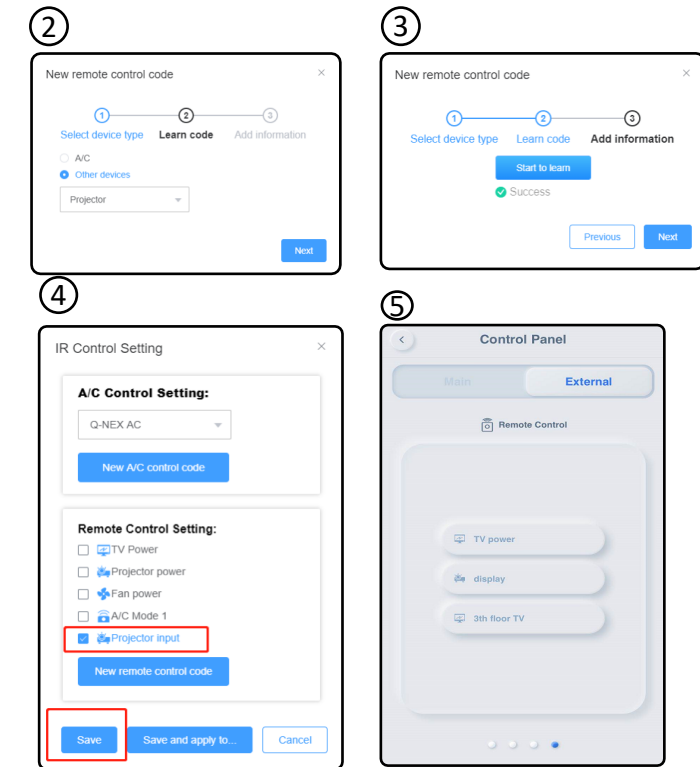 ②
New remote control code ×
1 2 3
Select device type Learn code Add information
A/C
Other devices
Projector
Next
③
New remote control code ×
1 2 3
Select device type Learn code Add information
Start to learn
Success
Previous Next
④
IR Control Setting ×
A/C Control Setting:
Q-NEX AC
New A/C control code
Remote Control Setting:
TV Power
Projector power
Fan power
A/C Mode 1
Projector input
New remote control code
Save Save and apply to... Cancel
⑤
< Control Panel
Main External
Remote Control
TV power
display
3th floor TV